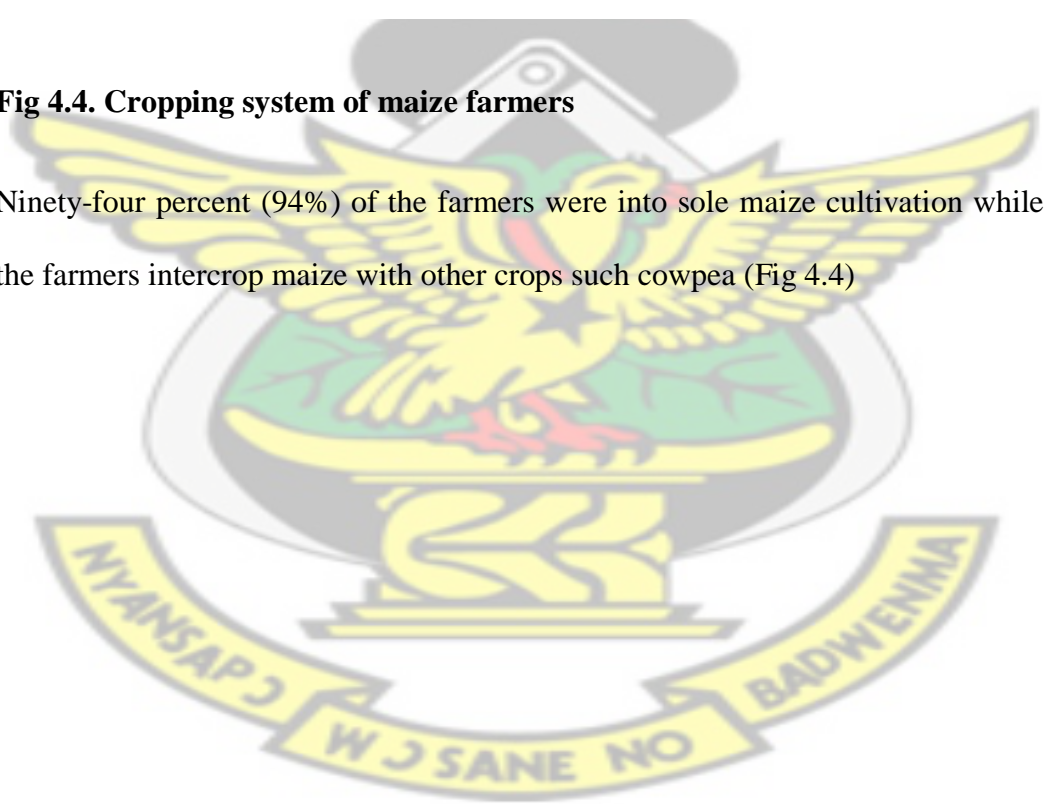 Fig 4.4. Cropping system of maize farmers
Ninety-four percent (94%) of the farmers were into sole maize cultivation while
the farmers intercrop maize with other crops such cowpea (Fig 4.4)
NYANSAPƆ
WƆSANE NO
BADWENMA